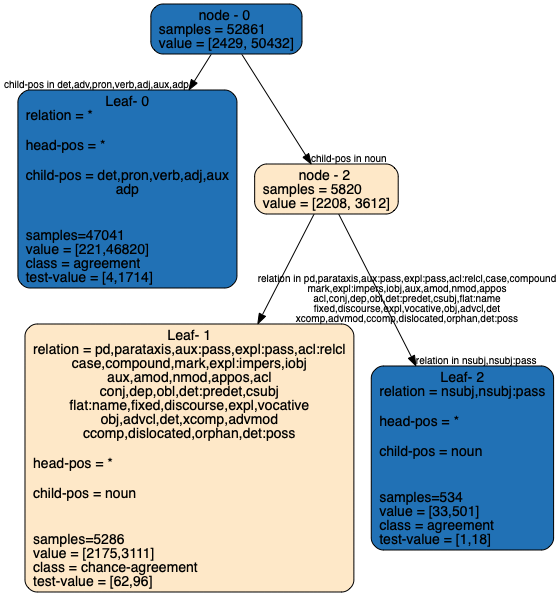 node - 0
samples = 52861
value = [2429, 50432]
child-pos in det,adv,pron,verb,adj,aux,adp
Leaf- 0
relation = *
head-pos = *
child-pos = det,pron,verb,adj,aux
adp
samples=47041
value = [221,46820]
class = agreement
test-value = [4,1714]
child-pos in noun
node - 2
samples = 5820
value = [2208, 3612]
relation in pd,parataxis,aux:pass,expl:pass,acl:relcl,case,compound
mark,expl:impers,iobj,aux,amod,nmod,appos
acl,conj,dep,obl,det:predet,csubj,flat:name
fixed,discourse,expl,vocative,obj,advcl,det
xcomp,advmod,ccomp,dislocated,orphan,det:poss
Leaf- 1
relation = pd,parataxis,aux:pass,expl:pass,acl:relcl
case,compound,mark,expl:impers,iobj
aux,amod,nmod,appos,acl
conj,dep,obl,det:predet,csubj
flat:name,fixed,discourse,expl,vocative
obj,advcl,det,xcomp,advmod
ccomp,dislocated,orphan,det:poss
head-pos = *
child-pos = noun
samples=5286
value = [2175,3111]
class = chance-agreement
test-value = [62,96]
relation in nsubj,nsubj:pass
Leaf- 2
relation = nsubj,nsubj:pass
head-pos = *
child-pos = noun
samples=534
value = [33,501]
class = agreement
test-value = [1,18]